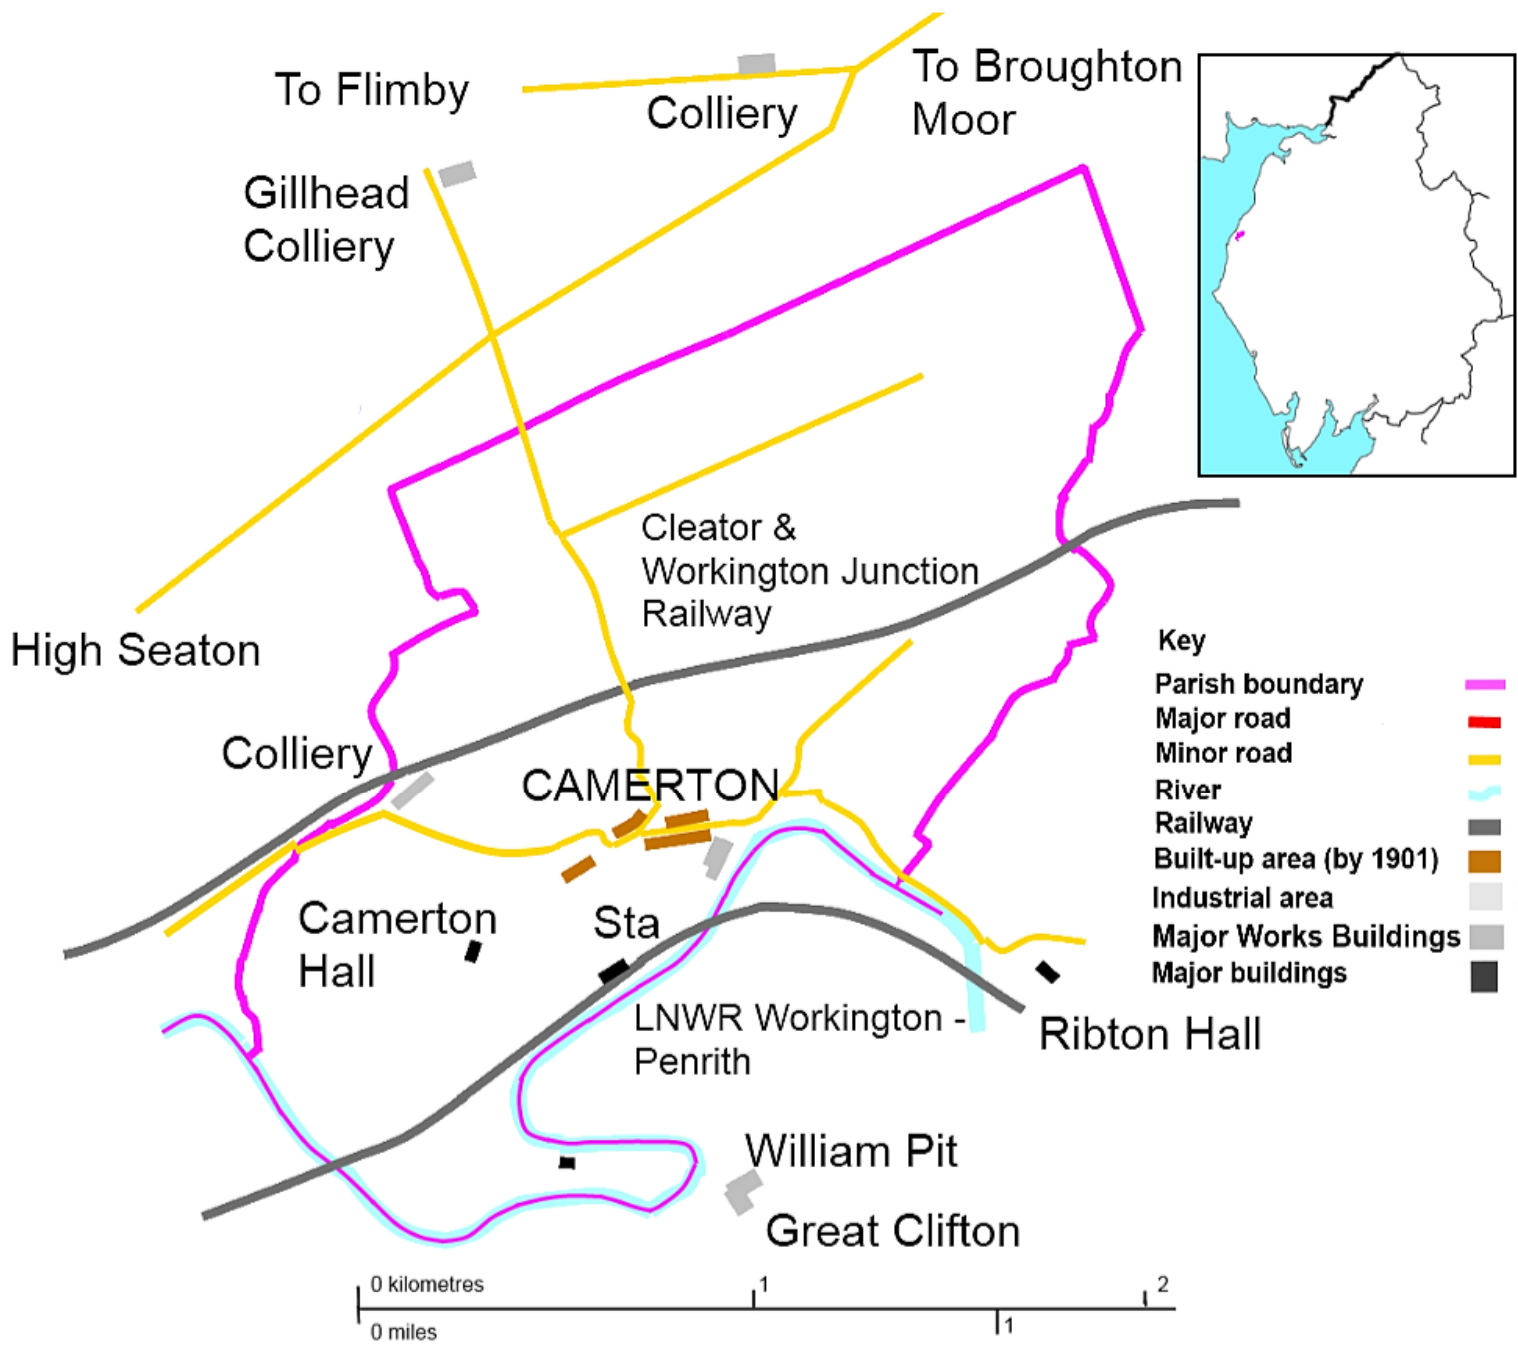 To Flimby
Colliery
To Broughton
Moor
Gillhead
Colliery
Cleator &
Workington Junction
Railway
High Seaton
Colliery
CAMERTON
Camerton
Hall
Sta
LNWR Workington -
Penrith
Ribton Hall
William Pit
Great Clifton
Key
Parish boundary
Major road
Minor road
River
Railway
Built-up area (by 1901)
Industrial area
Major Works Buildings
Major buildings
0 kilometres 1 2
0 miles 1